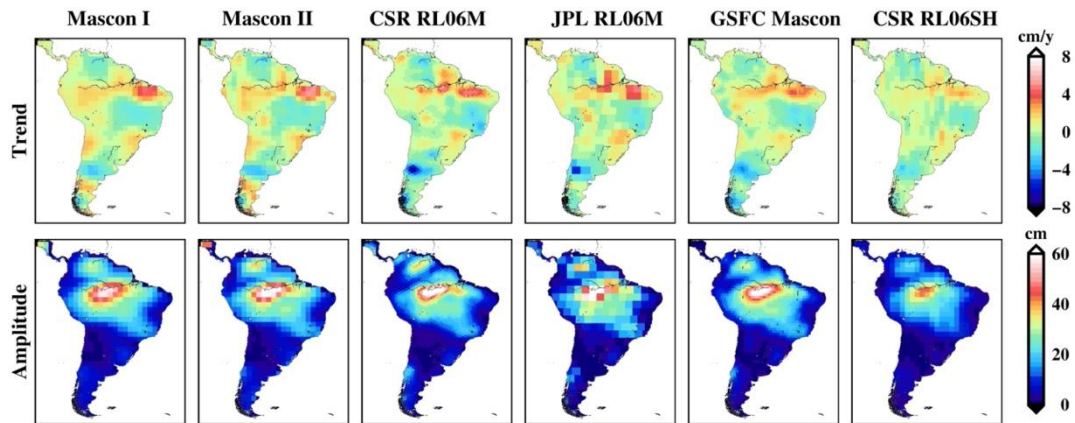 Mascon I Mascon II CSR RL06M JPL RL06M GSFC Mascon CSR RL06SH
cm/y
Trend
8
4
0
−4
−8
cm
Amplitude
60
40
20
0